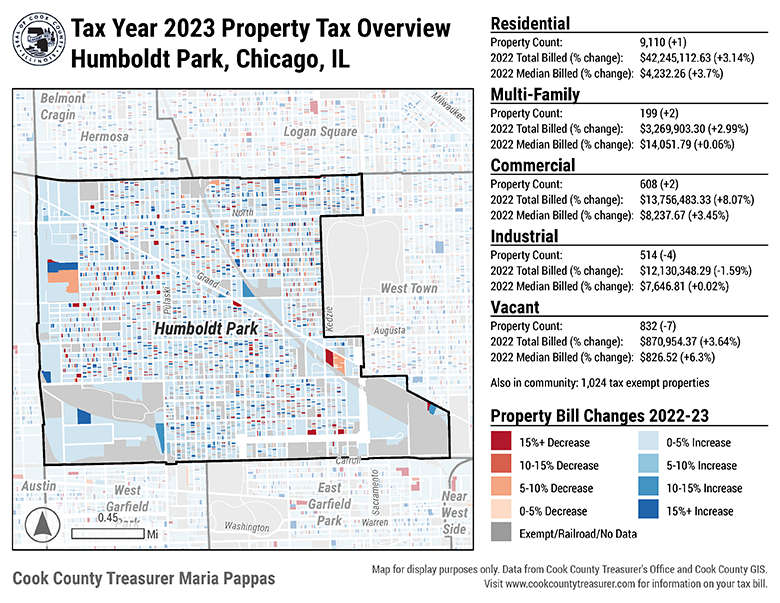 Tax Year 2023 Property Tax Overview
Humboldt Park, Chicago, IL
Belmont
Cragin
Hermosa
Logan Square
Milwaukee
North
Grand
Pulaski
West Town
Kedzie
Humboldt Park
Augusta
Carroll
Austin
West
Garfield
Park
East
Garfield
Park
Sacramento
Near
West
Side
Washington
Warren
0.45
Mi
Residential
Property Count: 9,110 (+1)
2022 Total Billed (% change): $42,245,112.63 (+3.14%)
2022 Median Billed (% change): $4,232.26 (+3.7%)
Multi-Family
Property Count: 199 (+2)
2022 Total Billed (% change): $3,269,903.30 (+2.99%)
2022 Median Billed (% change): $14,051.79 (+0.06%)
Commercial
Property Count: 608 (+2)
2022 Total Billed (% change): $13,756,483.33 (+8.07%)
2022 Median Billed (% change): $8,237.67 (+3.45%)
Industrial
Property Count: 514 (-4)
2022 Total Billed (% change): $12,130,348.29 (-1.59%)
2022 Median Billed (% change): $7,646.81 (+0.02%)
Vacant
Property Count: 832 (-7)
2022 Total Billed (% change): $870,954.37 (+3.64%)
2022 Median Billed (% change): $826.52 (+6.3%)
Also in community: 1,024 tax exempt properties
Property Bill Changes 2022-23
15%+ Decrease
10-15% Decrease
5-10% Decrease
0-5% Decrease
Exempt/Railroad/No Data
0-5% Increase
5-10% Increase
10-15% Increase
15%+ Increase
Cook County Treasurer Maria Pappas
Map for display purposes only. Data from Cook County Treasurer's Office and Cook County GIS.
Visit www.cookcountytreasurer.com for information on your tax bill.